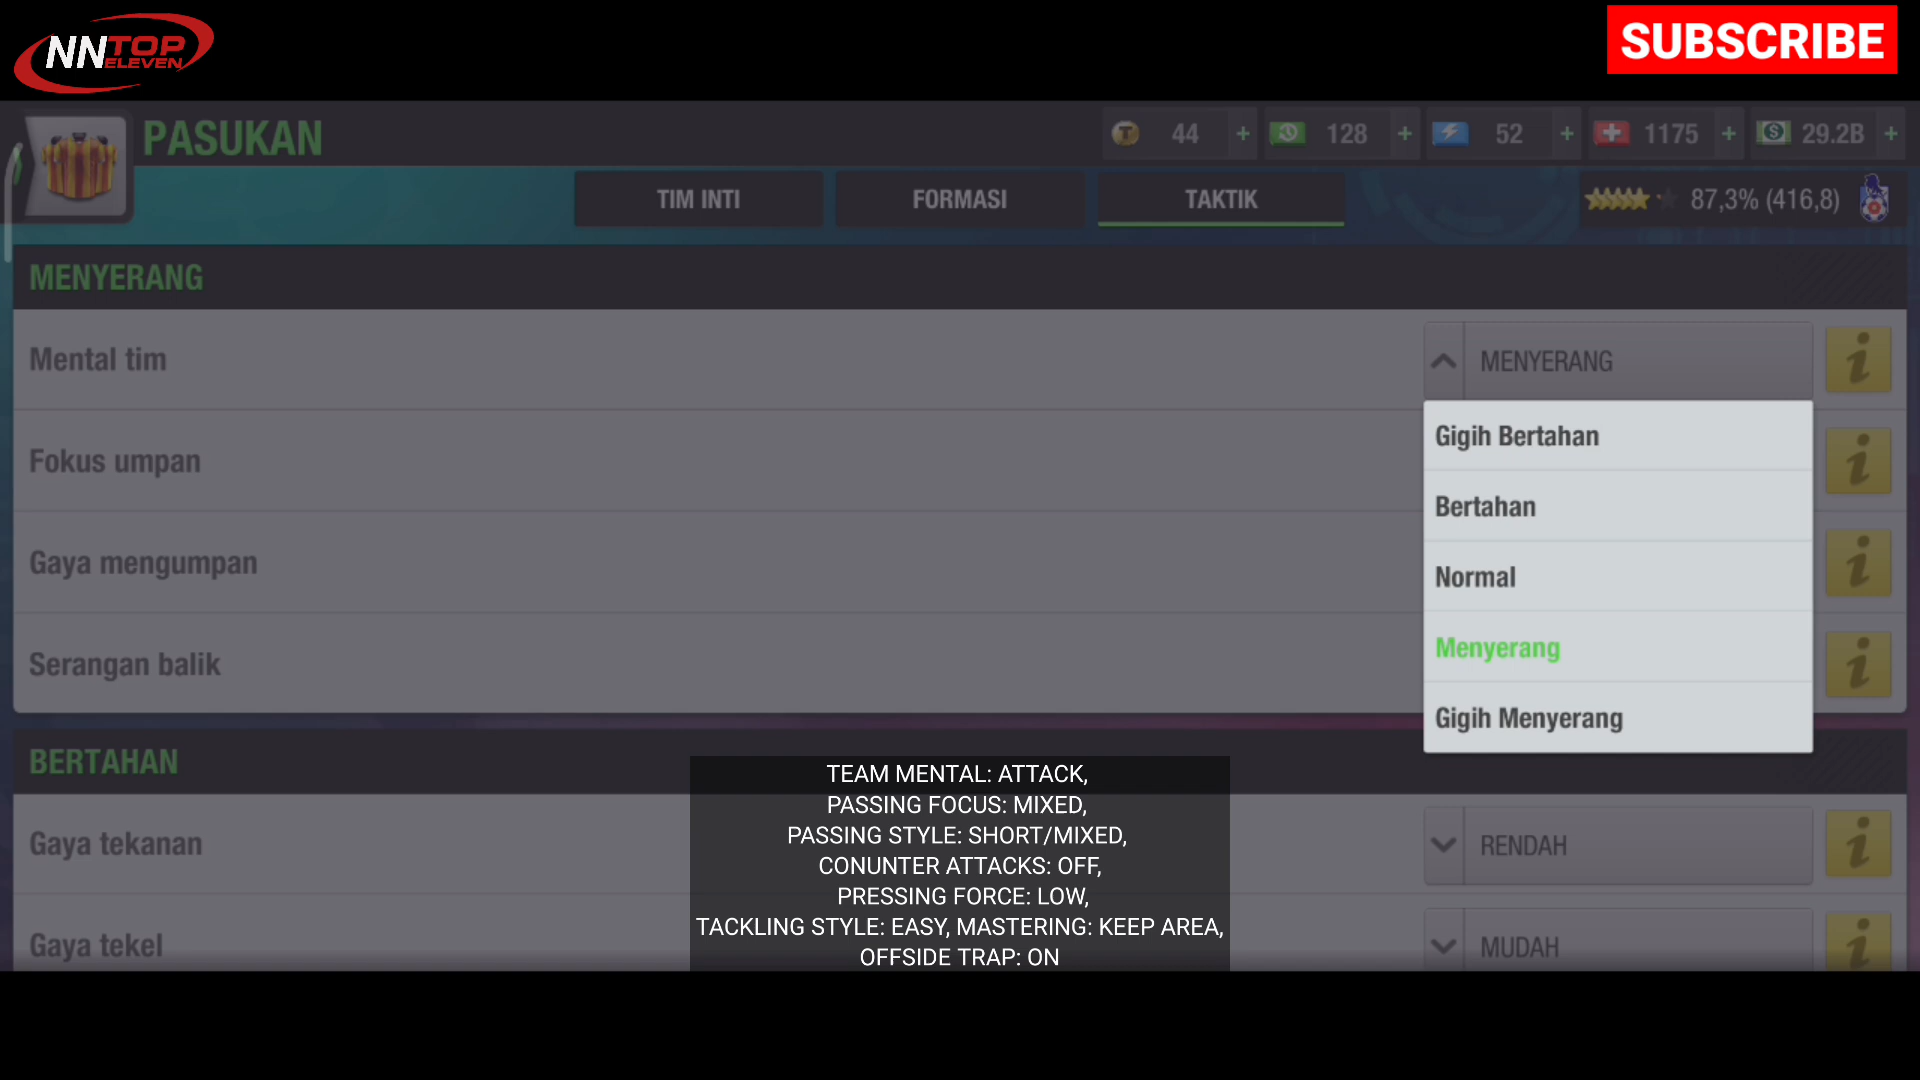 NNTOP
ELEVEN
SUBSCRIBE
PASUKAN
T 44 + 128 + 52 + 1175 + $ 29.2B +
TIM INTI FORMASI TAKTIK 87,3% (416,8)
MENYERANG
Mental tim MENYERANG i
Gigih Bertahan
Fokus umpan i
Bertahan
Gaya mengumpan Normal i
Menyerang
Serangan balik i
Gigih Menyerang
BERTAHAN
Gaya tekanan RENDAH i
Gaya tekel MUDAH i
TEAM MENTAL: ATTACK,
PASSING FOCUS: MIXED,
PASSING STYLE: SHORT/MIXED,
CONUNTER ATTACKS: OFF,
PRESSING FORCE: LOW,
TACKLING STYLE: EASY, MASTERING: KEEP AREA,
OFFSIDE TRAP: ON